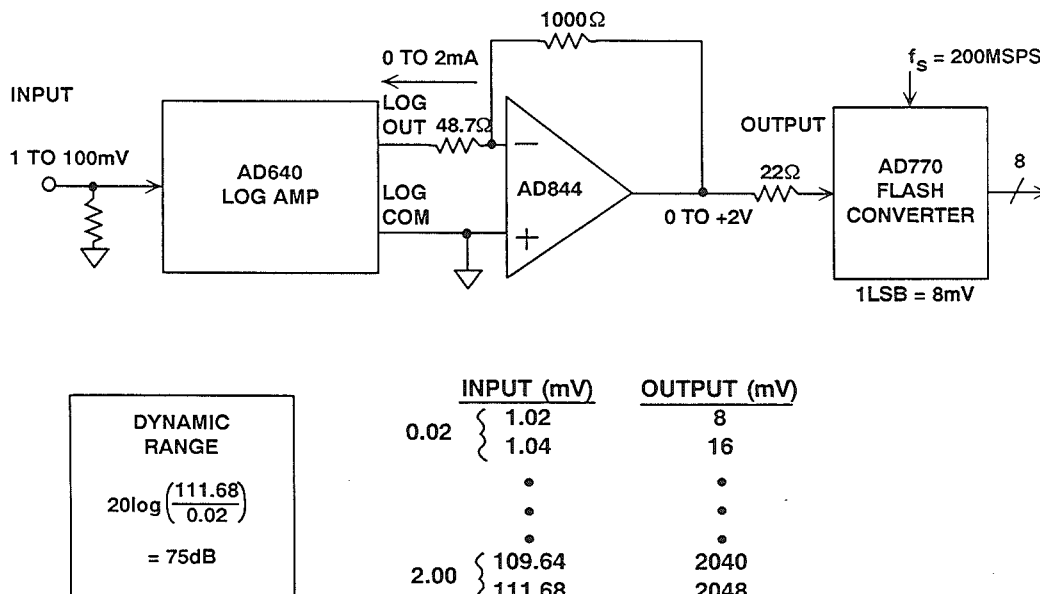 1000Ω
0 TO 2mA
fS = 200MSPS
INPUT
LOG
OUT
48.7Ω
OUTPUT
1 TO 100mV
AD640
LOG AMP
22Ω
AD770
FLASH
CONVERTER
8
LOG
COM
−
AD844
+
0 TO +2V
1LSB = 8mV
DYNAMIC
RANGE
20log(111.68/0.02)
= 75dB
INPUT (mV) OUTPUT (mV)
0.02 { 1.02 8
1.04 16
2.00 { 109.64 2040
111.68 2048